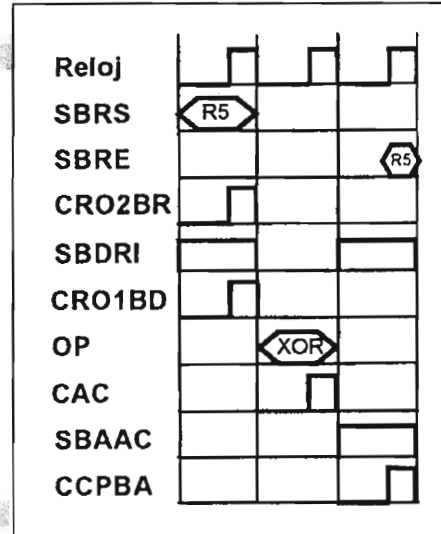 Reloj
SBRS R5
SBRE R5
CRO2BR
SBDRI
CRO1BD
OP XOR
CAC
SBAAC
CCPBA